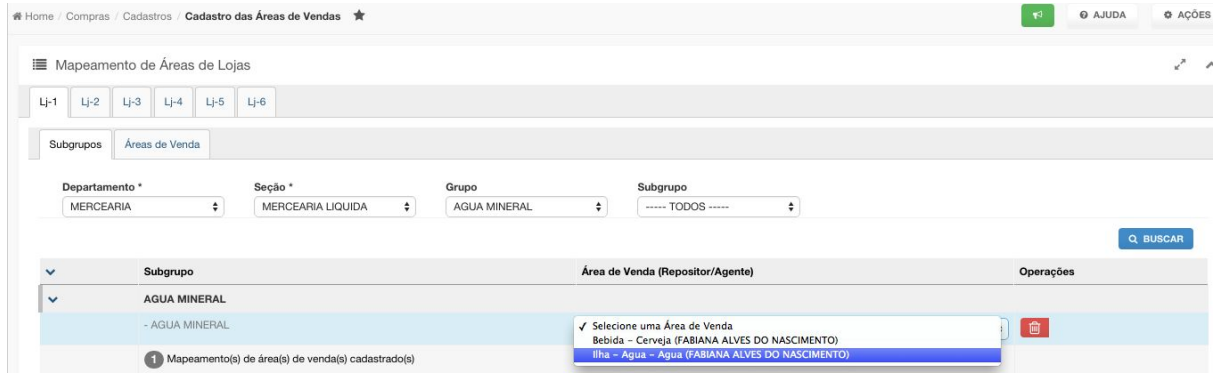 Home / Compras / Cadastros / Cadastro das Áreas de Vendas
AJUDA
AÇÕES
Mapeamento de Áreas de Lojas
Lj-1 Lj-2 Lj-3 Lj-4 Lj-5 Lj-6
Subgrupos Áreas de Venda
Departamento * Seção * Grupo Subgrupo
MERCEARIA MERCEARIA LIQUIDA AGUA MINERAL ----- TODOS -----
BUSCAR
Subgrupo Área de Venda (Repositor/Agente) Operações
AGUA MINERAL
- AGUA MINERAL
Selecione uma Área de Venda
Bebida - Cerveja (FABIANA ALVES DO NASCIMENTO)
Ilha - Agua - Agua (FABIANA ALVES DO NASCIMENTO)
1 Mapeamento(s) de área(s) de venda(s) cadastrado(s)